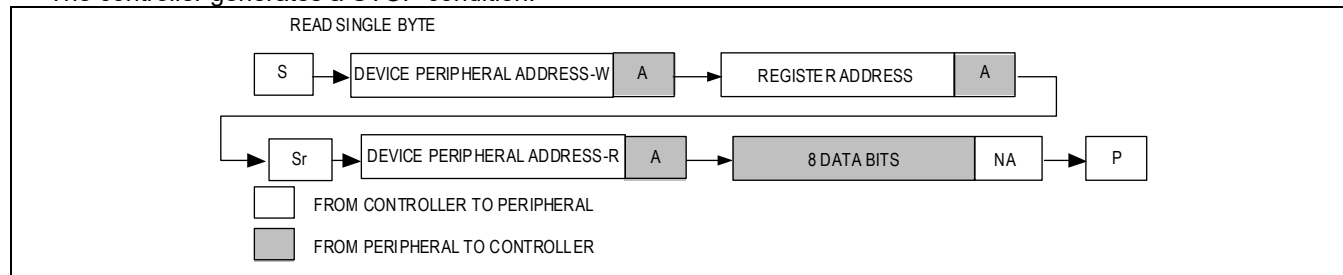 The controller generates a STOP condition.
READ SINGLE BYTE
S DEVICE PERIPHERAL ADDRESS-W A REGISTER ADDRESS A
Sr DEVICE PERIPHERAL ADDRESS-R A 8 DATA BITS NA P
FROM CONTROLLER TO PERIPHERAL
FROM PERIPHERAL TO CONTROLLER